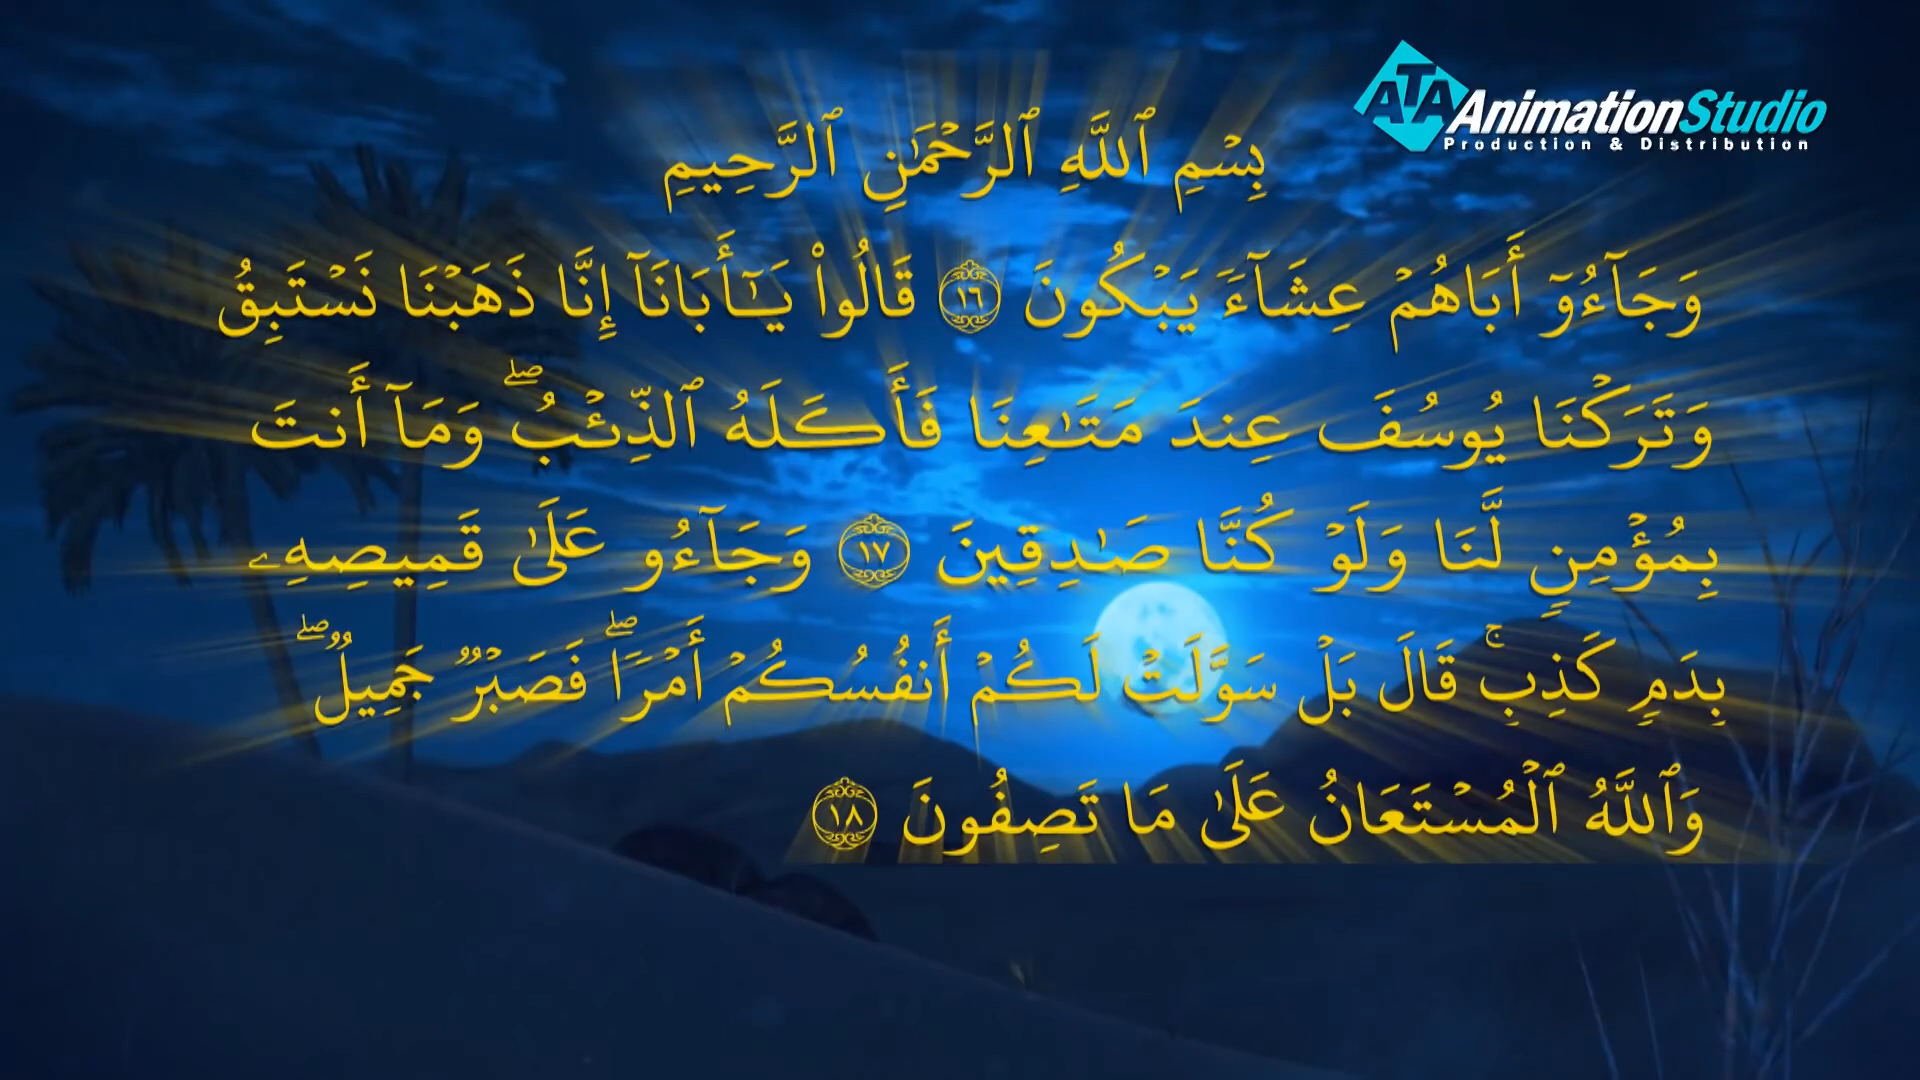 ATA AnimationStudio
Production & Distribution
بِسْمِ ٱللَّهِ ٱلرَّحْمَٰنِ ٱلرَّحِيمِ
وَجَآءُوٓ أَبَاهُمْ عِشَآءً يَبْكُونَ ١٦ قَالُوا۟ يَٰٓأَبَانَآ إِنَّا ذَهَبْنَا نَسْتَبِقُ
وَتَرَكْنَا يُوسُفَ عِندَ مَتَٰعِنَا فَأَكَلَهُ ٱلذِّئْبُ ۖ وَمَآ أَنتَ
بِمُؤْمِنٍ لَّنَا وَلَوْ كُنَّا صَٰدِقِينَ ١٧ وَجَآءُو عَلَىٰ قَمِيصِهِۦ
بِدَمٍ كَذِبٍ ۚ قَالَ بَلْ سَوَّلَتْ لَكُمْ أَنفُسُكُمْ أَمْرًا ۖ فَصَبْرٌ جَمِيلٌ ۖ
وَٱللَّهُ ٱلْمُسْتَعَانُ عَلَىٰ مَا تَصِفُونَ ١٨